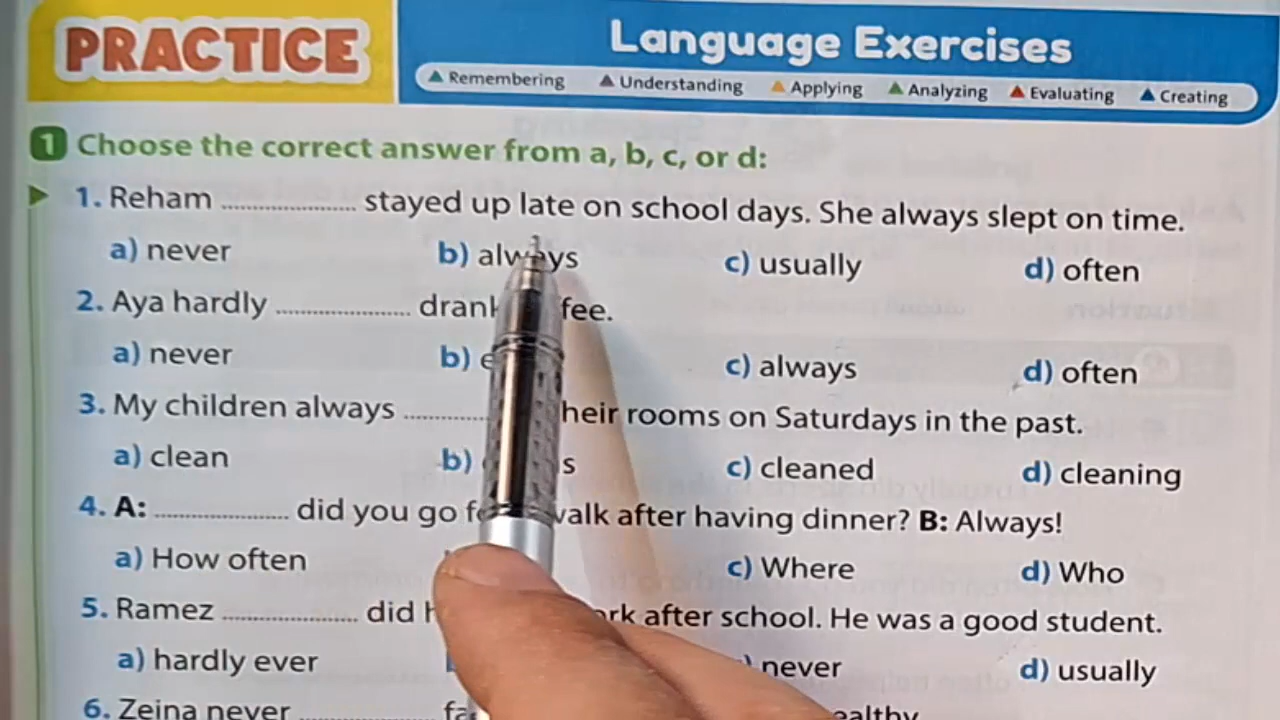 PRACTICE
Language Exercises
Remembering Understanding Applying Analyzing Evaluating Creating
1 Choose the correct answer from a, b, c, or d:
1. Reham .................... stayed up late on school days. She always slept on time.
a) never b) always c) usually d) often
2. Aya hardly .................... drank
a) never b) c) always d) often
3. My children always .................... rooms on Saturdays in the past.
a) clean b) c) cleaned d) cleaning
4. A: .................... did you go walk after having dinner? B: Always!
a) How often c) Where d) Who
5. Ramez .................... did after school. He was a good student.
a) hardly ever never d) usually
6. Zeina never ....................